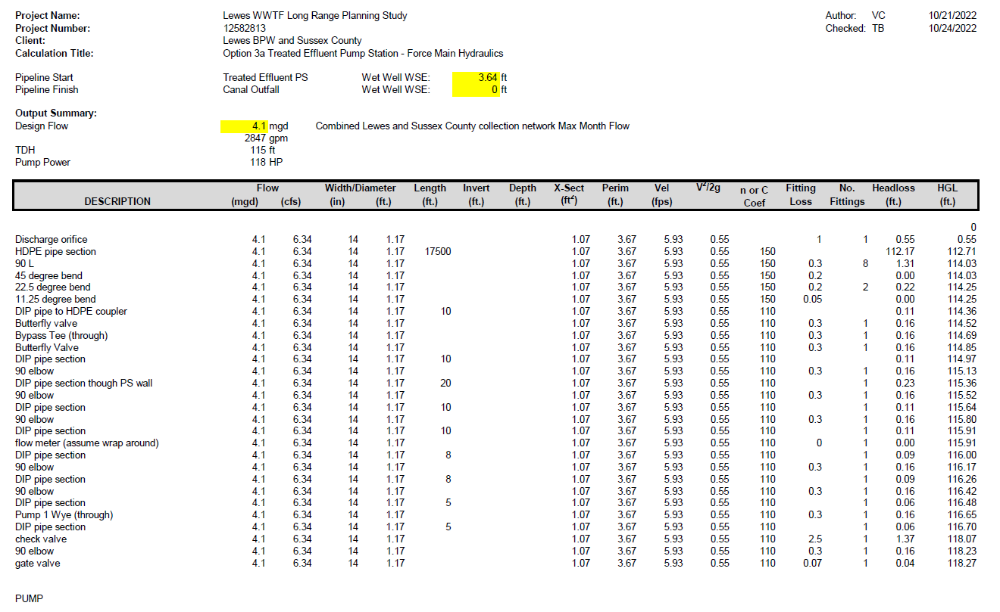 Project Name: Lewes WWTF Long Range Planning Study Author: VC 10/21/2022
Project Number: 12582813 Checked: TB 10/24/2022
Client: Lewes BPW and Sussex County
Calculation Title: Option 3a Treated Effluent Pump Station - Force Main Hydraulics
Pipeline Start Treated Effluent PS Wet Well WSE: 3.64 ft
Pipeline Finish Canal Outfall Wet Well WSE: 0 ft
Output Summary:
Design Flow 4.1 mgd Combined Lewes and Sussex County collection network Max Month Flow
2847 gpm
TDH 115 ft
Pump Power 118 HP
Flow Width/Diameter Length Invert Depth X-Sect Perim Vel V²/2g n or C Fitting No. Headloss HGL
DESCRIPTION (mgd) (cfs) (in) (ft.) (ft.) (ft.) (ft.) (ft²) (ft.) (fps) Coef Loss Fittings (ft.) (ft.)
0
Discharge orifice 4.1 6.34 14 1.17 1.07 3.67 5.93 0.55 1 1 0.55 0.55
HDPE pipe section 4.1 6.34 14 1.17 17500 1.07 3.67 5.93 0.55 150 112.17 112.71
90 L 4.1 6.34 14 1.17 1.07 3.67 5.93 0.55 150 0.3 8 1.31 114.03
45 degree bend 4.1 6.34 14 1.17 1.07 3.67 5.93 0.55 150 0.2 0.00 114.03
22.5 degree bend 4.1 6.34 14 1.17 1.07 3.67 5.93 0.55 150 0.2 2 0.22 114.25
11.25 degree bend 4.1 6.34 14 1.17 1.07 3.67 5.93 0.55 150 0.05 0.00 114.25
DIP pipe to HDPE coupler 4.1 6.34 14 1.17 10 1.07 3.67 5.93 0.55 110 0.11 114.36
Butterfly valve 4.1 6.34 14 1.17 1.07 3.67 5.93 0.55 110 0.3 1 0.16 114.52
Bypass Tee (through) 4.1 6.34 14 1.17 1.07 3.67 5.93 0.55 110 0.3 1 0.16 114.69
Butterfly Valve 4.1 6.34 14 1.17 1.07 3.67 5.93 0.55 110 0.3 1 0.16 114.85
DIP pipe section 4.1 6.34 14 1.17 10 1.07 3.67 5.93 0.55 110 0.11 114.97
90 elbow 4.1 6.34 14 1.17 1.07 3.67 5.93 0.55 110 0.3 1 0.16 115.13
DIP pipe section though PS wall 4.1 6.34 14 1.17 20 1.07 3.67 5.93 0.55 110 1 0.23 115.36
90 elbow 4.1 6.34 14 1.17 1.07 3.67 5.93 0.55 110 0.3 1 0.16 115.52
DIP pipe section 4.1 6.34 14 1.17 10 1.07 3.67 5.93 0.55 110 1 0.11 115.64
90 elbow 4.1 6.34 14 1.17 1.07 3.67 5.93 0.55 110 0.3 1 0.16 115.80
DIP pipe section 4.1 6.34 14 1.17 10 1.07 3.67 5.93 0.55 110 1 0.11 115.91
flow meter (assume wrap around) 4.1 6.34 14 1.17 1.07 3.67 5.93 0.55 110 0 1 0.00 115.91
DIP pipe section 4.1 6.34 14 1.17 8 1.07 3.67 5.93 0.55 110 1 0.09 116.00
90 elbow 4.1 6.34 14 1.17 1.07 3.67 5.93 0.55 110 0.3 1 0.16 116.17
DIP pipe section 4.1 6.34 14 1.17 8 1.07 3.67 5.93 0.55 110 1 0.09 116.26
90 elbow 4.1 6.34 14 1.17 1.07 3.67 5.93 0.55 110 0.3 1 0.16 116.42
DIP pipe section 4.1 6.34 14 1.17 5 1.07 3.67 5.93 0.55 110 1 0.06 116.48
Pump 1 Wye (through) 4.1 6.34 14 1.17 1.07 3.67 5.93 0.55 110 0.3 1 0.16 116.65
DIP pipe section 4.1 6.34 14 1.17 5 1.07 3.67 5.93 0.55 110 1 0.06 116.70
check valve 4.1 6.34 14 1.17 1.07 3.67 5.93 0.55 110 2.5 1 1.37 118.07
90 elbow 4.1 6.34 14 1.17 1.07 3.67 5.93 0.55 110 0.3 1 0.16 118.23
gate valve 4.1 6.34 14 1.17 1.07 3.67 5.93 0.55 110 0.07 1 0.04 118.27
PUMP